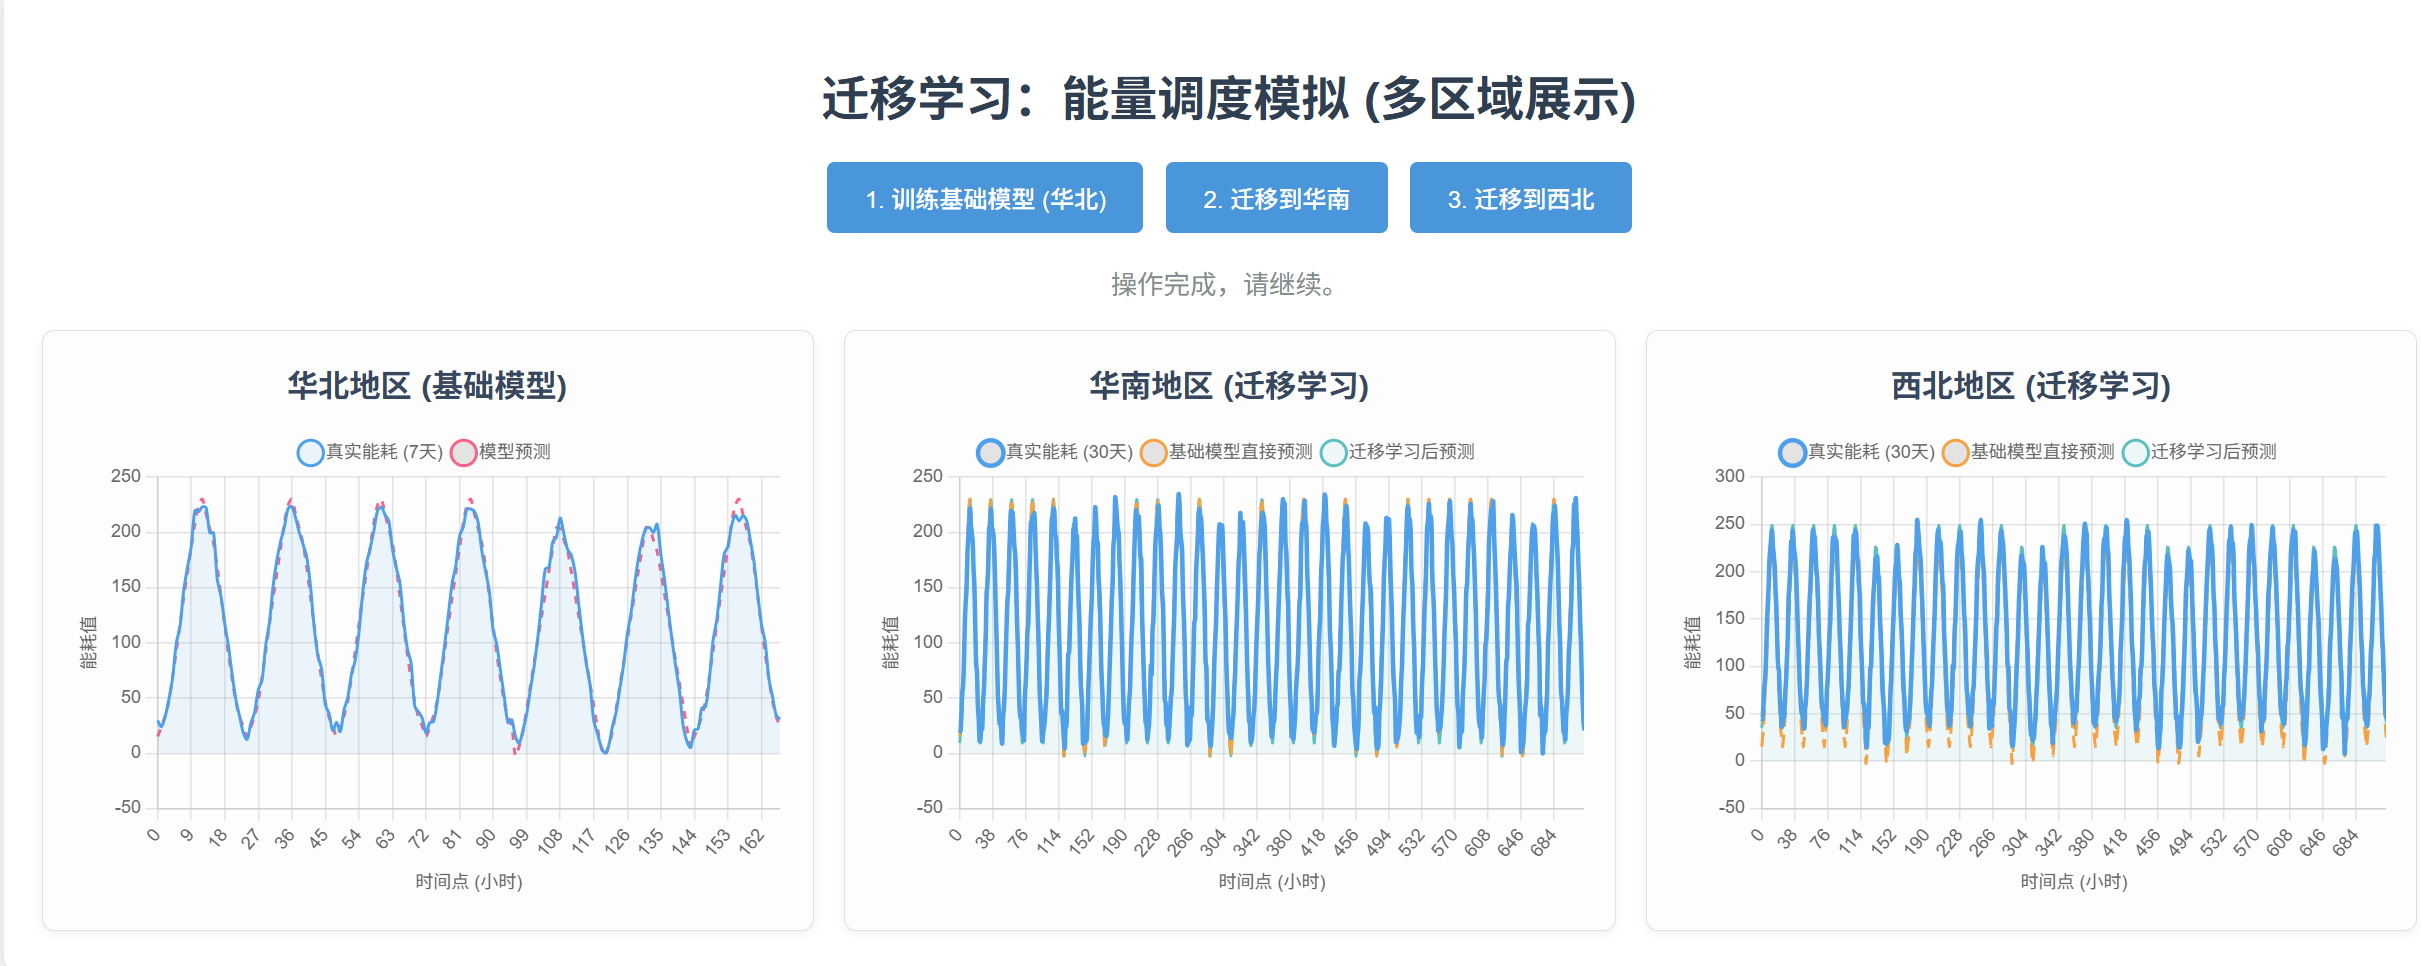 迁移学习：能量调度模拟 (多区域展示)
1. 训练基础模型 (华北)
2. 迁移到华南
3. 迁移到西北
操作完成，请继续。
华北地区 (基础模型)
真实能耗 (7天) 模型预测
250
200
150
100
50
0
-50
能耗值
0 9 18 27 36 45 54 63 72 81 90 99 108 117 126 135 144 153 162
时间点 (小时)
华南地区 (迁移学习)
真实能耗 (30天) 基础模型直接预测 迁移学习后预测
250
200
150
100
50
0
-50
能耗值
0 38 76 114 152 190 228 266 304 342 380 418 456 494 532 570 608 646 684
时间点 (小时)
西北地区 (迁移学习)
真实能耗 (30天) 基础模型直接预测 迁移学习后预测
300
250
200
150
100
50
0
-50
能耗值
0 38 76 114 152 190 228 266 304 342 380 418 456 494 532 570 608 646 684
时间点 (小时)